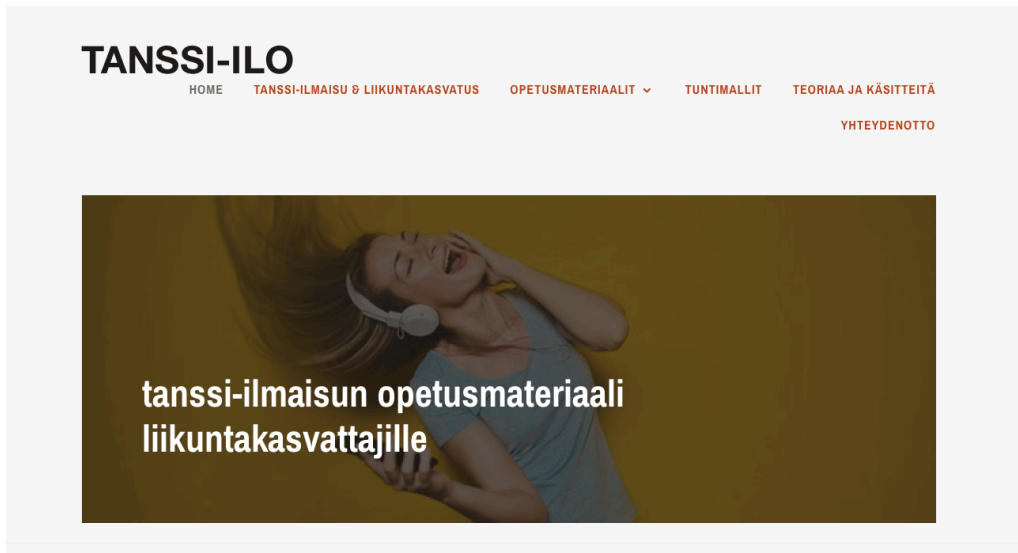 TANSSI-ILO
HOME TANSSI-ILMAISU & LIIKUNTAKASVATUS OPETUSMATERIAALIT TUNTIMALLIT TEORIAA JA KÄSITTEITÄ
YHTEYDENOTTO
tanssi-ilmaisun opetusmateriaali
liikuntakasvattajille